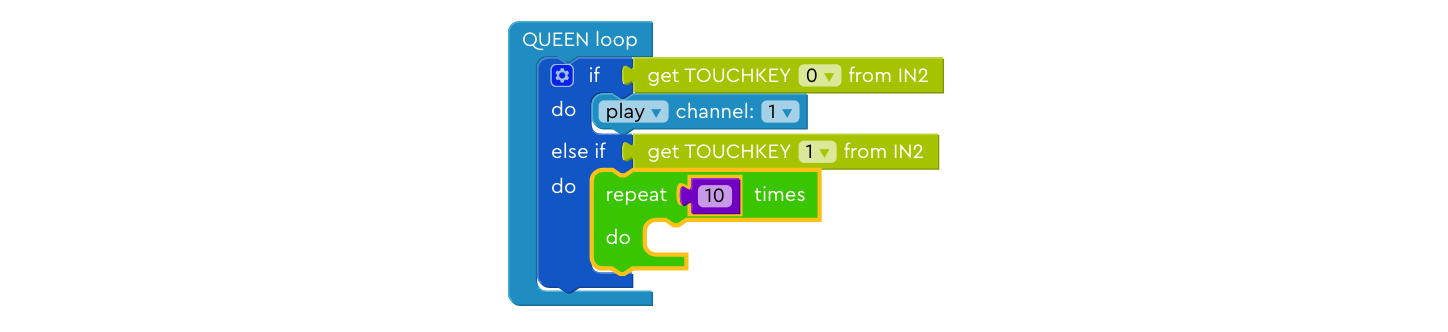 QUEEN loop
if get TOUCHKEY 0 ▾ from IN2
do play ▾ channel: 1 ▾
else if get TOUCHKEY 1 ▾ from IN2
do repeat 10 times
do